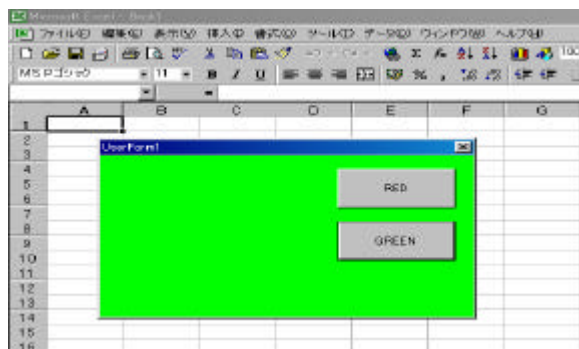 Microsoft Excel - Book1
ファイル(F) 編集(E) 表示(V) 挿入(I) 書式(O) ツール(T) データ(D) ウィンドウ(W) ヘルプ(H)
100
MS Pゴシック 11 B I U % ,
A B C D E F G
1
2
UserForm1
3
4
RED
5
6
7
8
GREEN
9
10
11
12
13
14
15
16